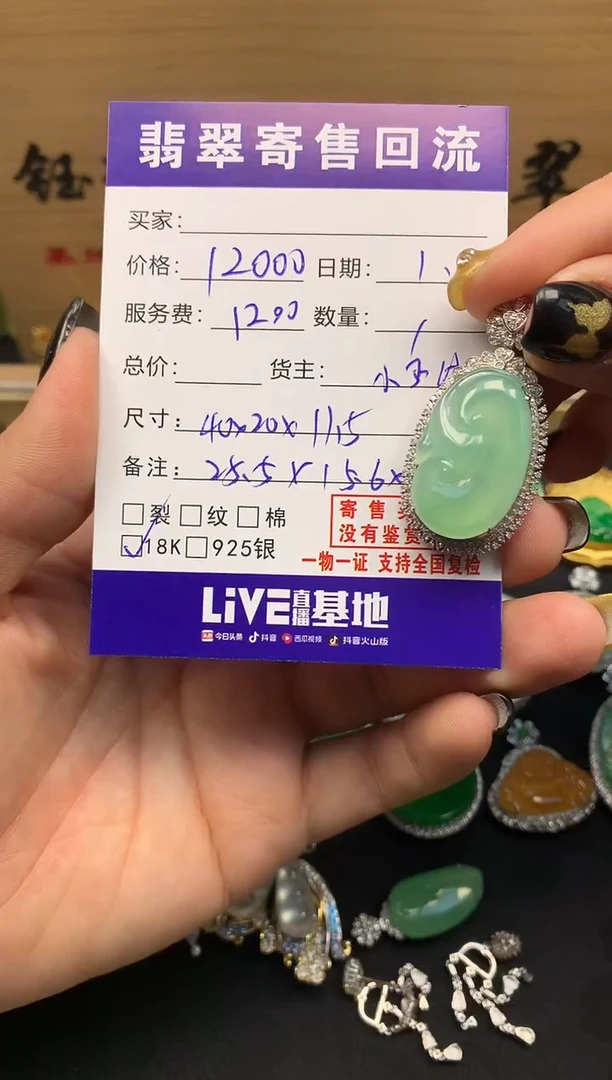 翡翠寄售回流
钰
翠
买家:
价格: 12000 日期: 1.
服务费: 1200 数量: 1
总价: 货主:
尺寸: 40x20x11.5
备注: 25.5x15.6x
裂 纹 棉
18K 925银
寄售
没有鉴赏
一物一证 支持全国复检
LiVE直播基地
今日头条 抖音 西瓜视频 抖音火山版